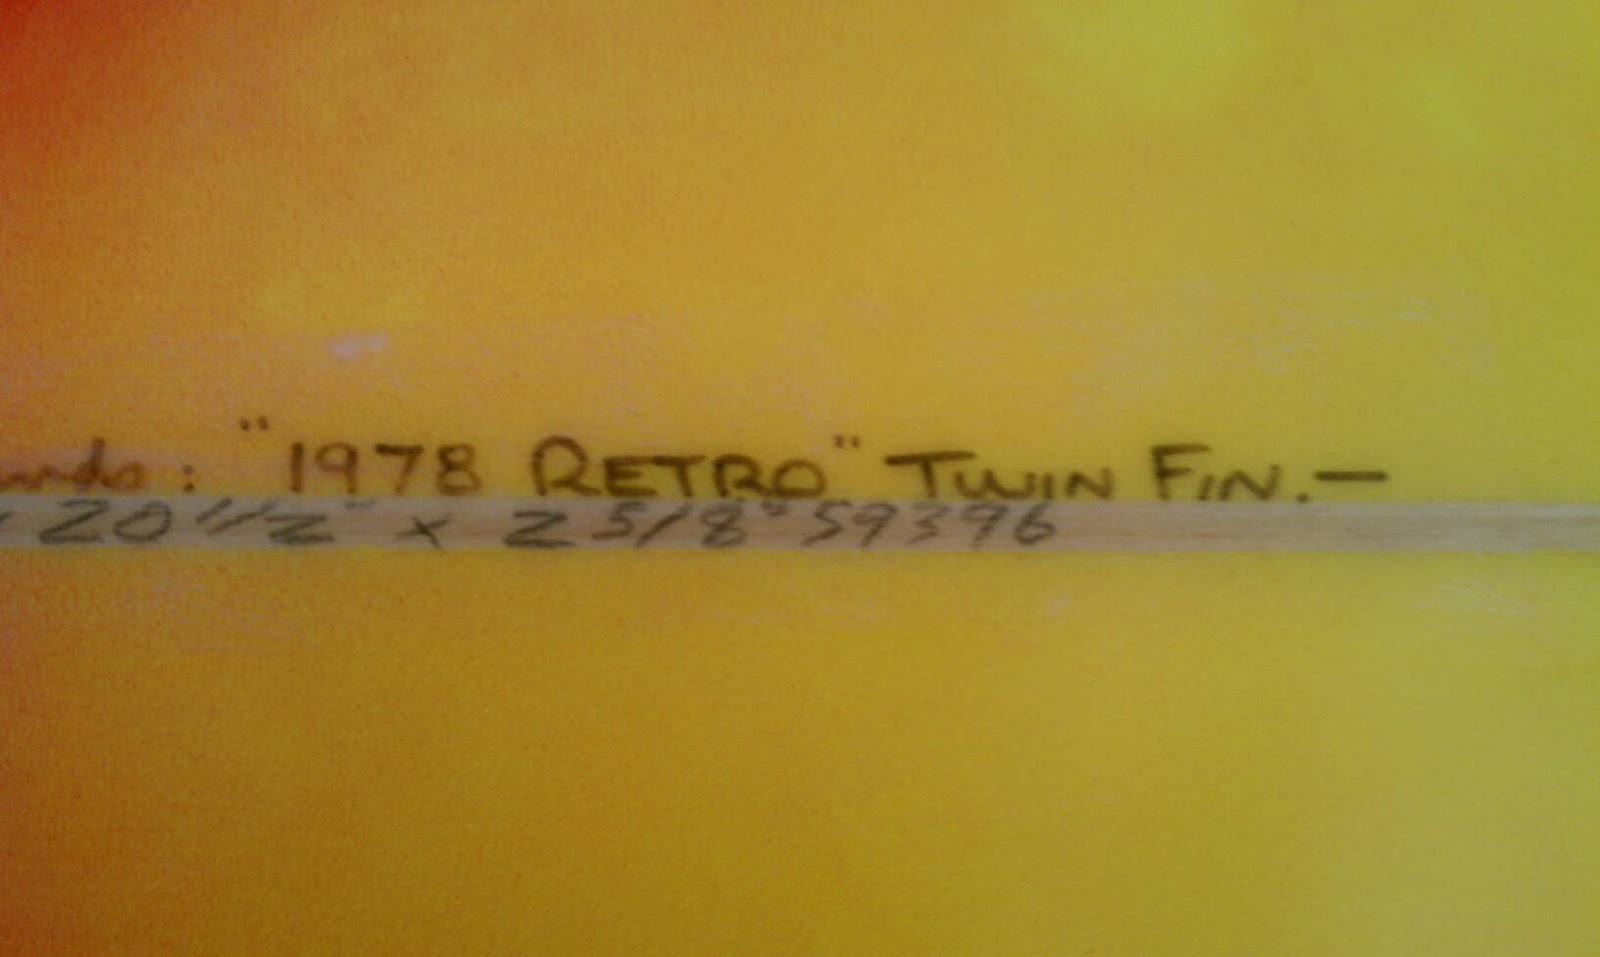 : "1978 RETRO" TWIN FIN.—
20 1/2" x 2 5/8" 59396